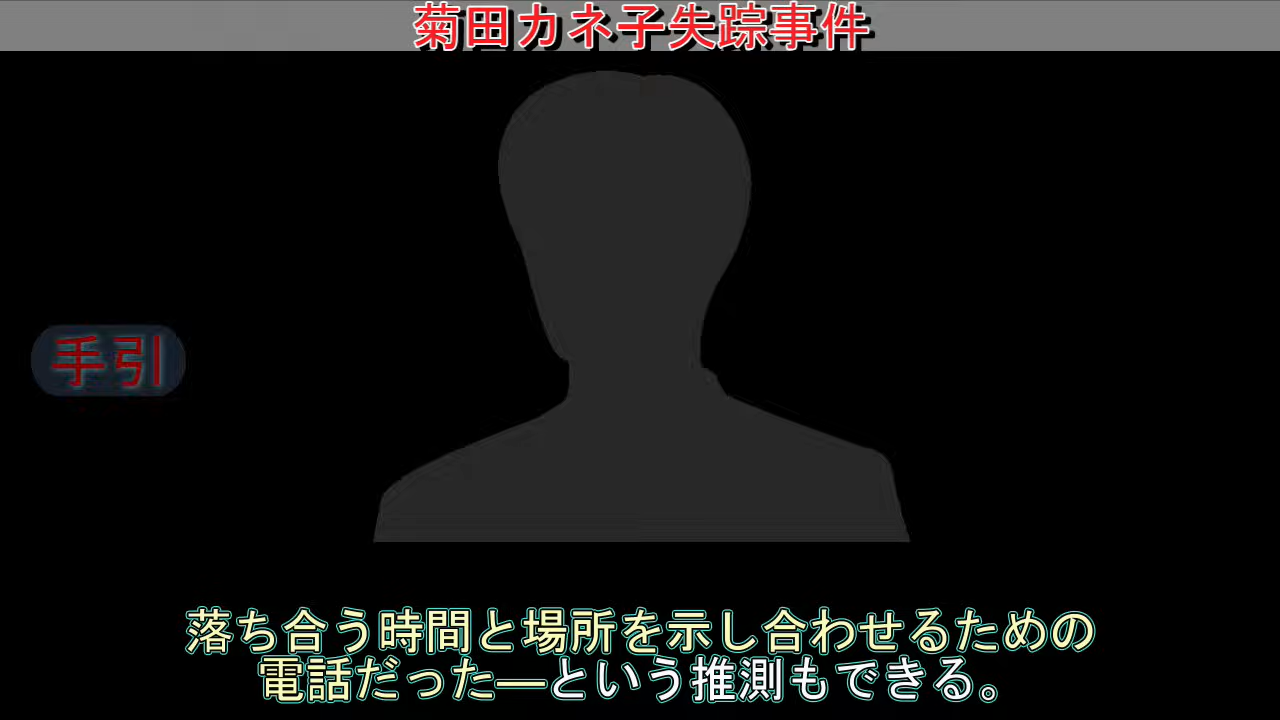 菊田カネ子失踪事件
手引
落ち合う時間と場所を示し合わせるための
電話だった―という推測もできる。